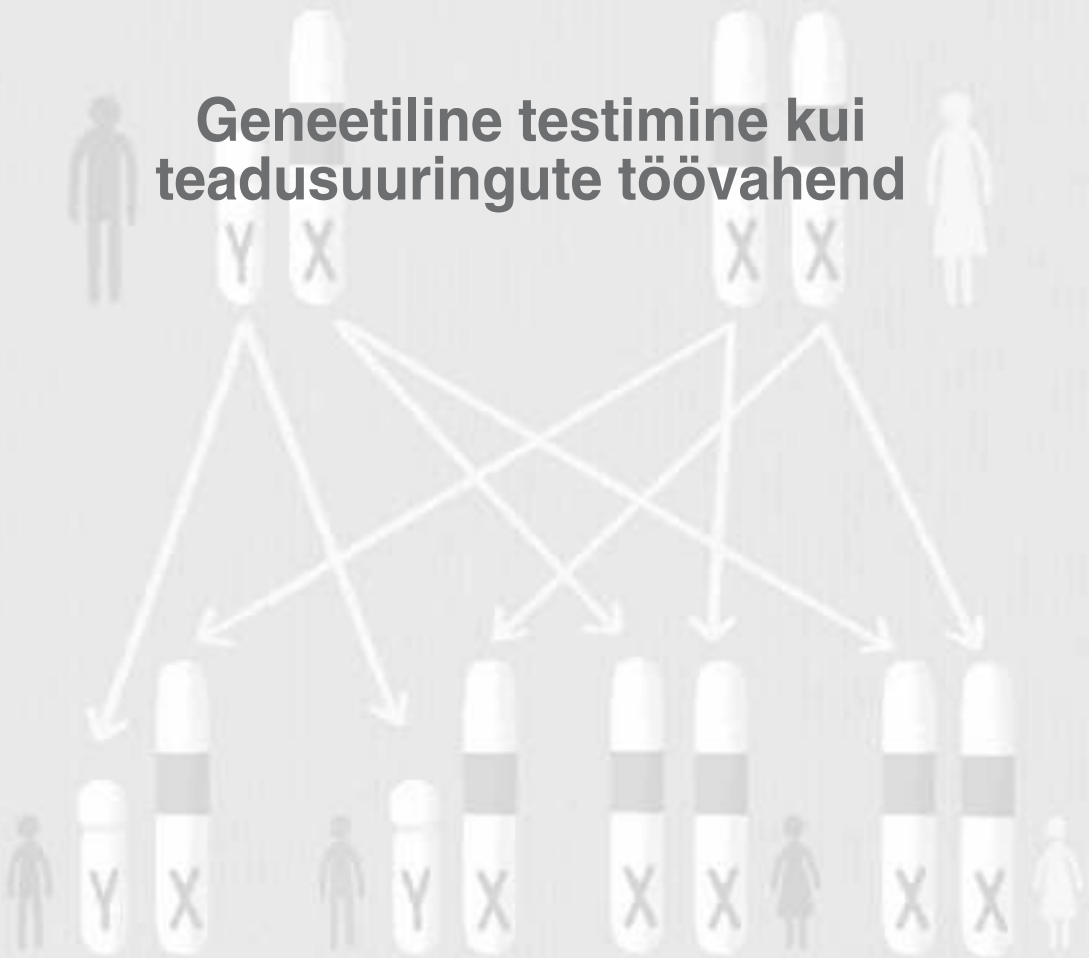 Geneetiline testimine kui
teadusuuringute töövahend
Y X X X
Y X Y X X X X X